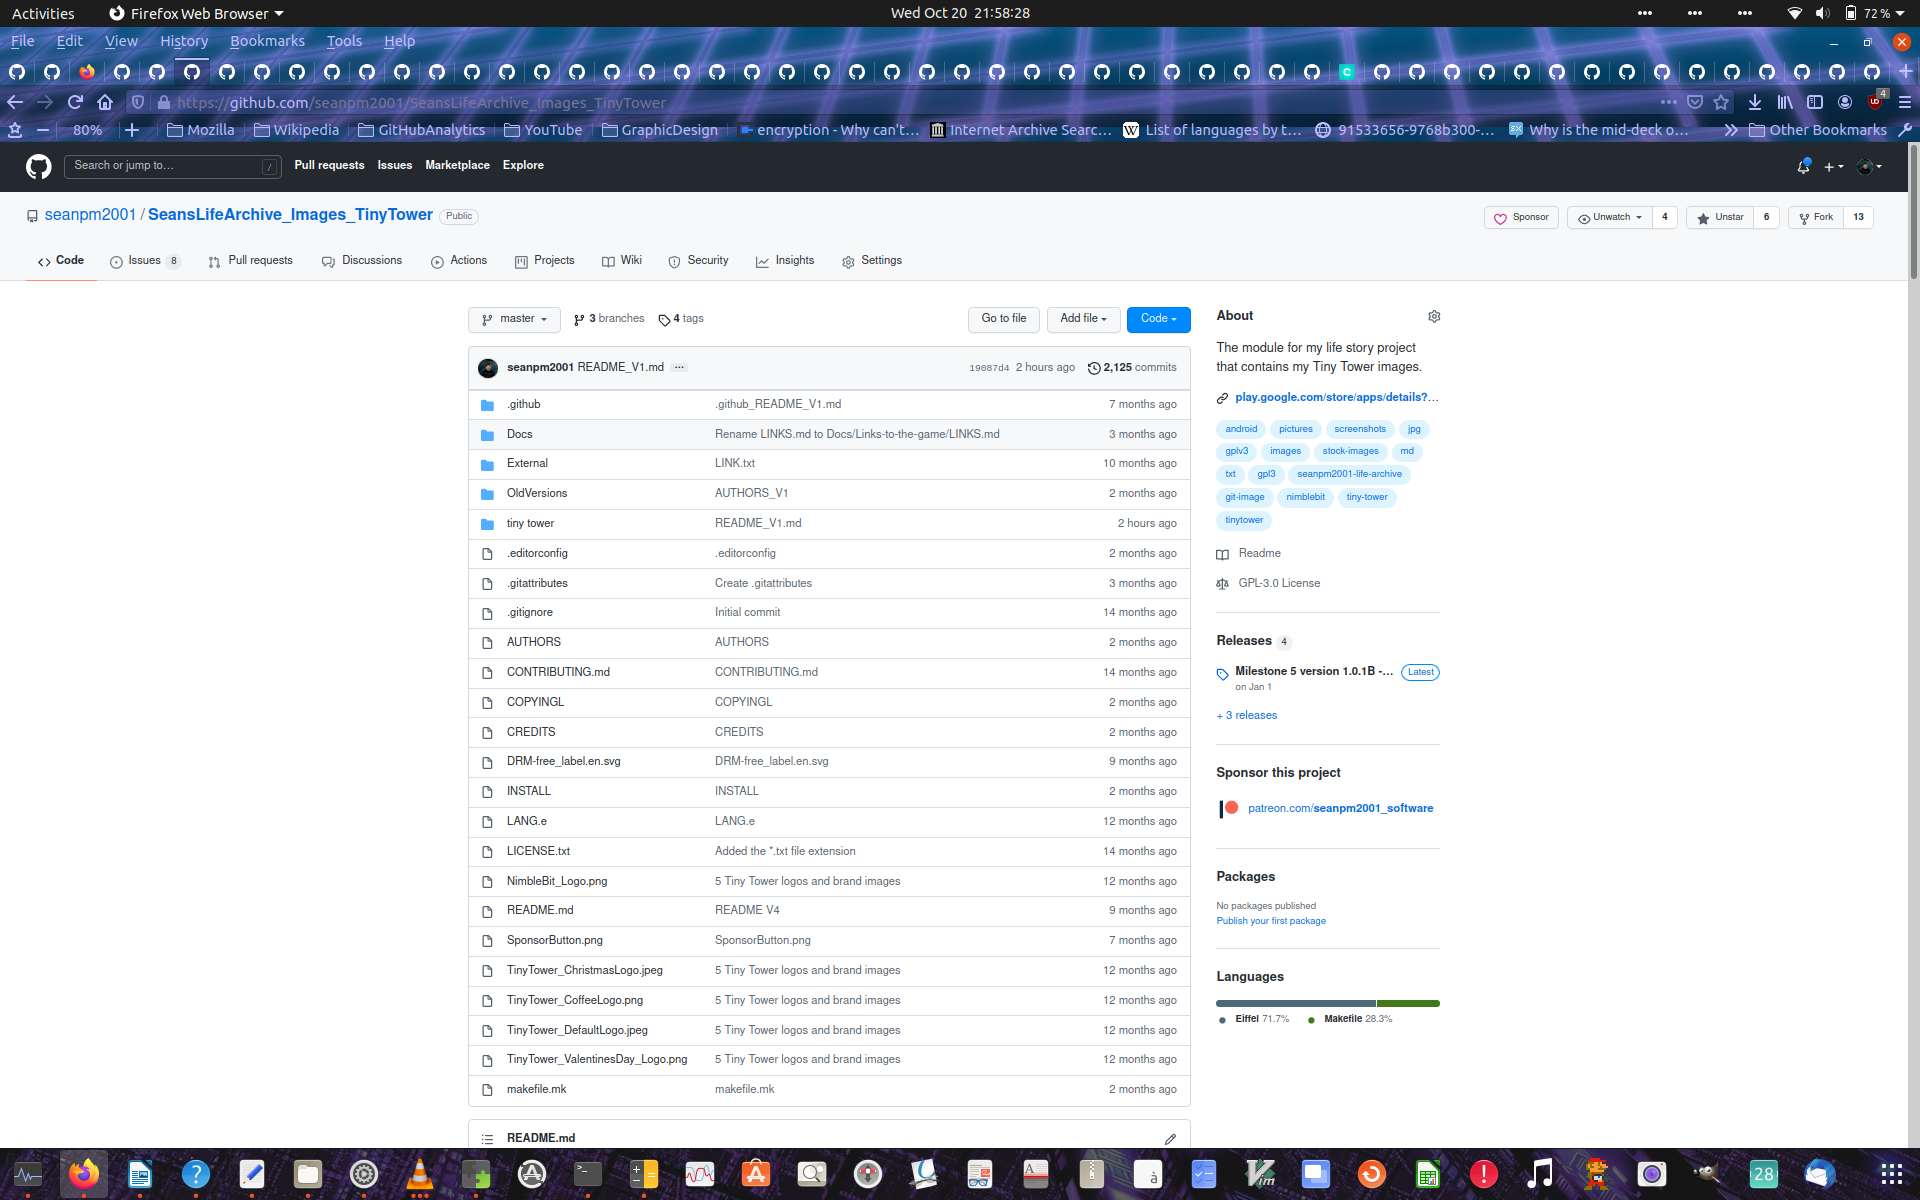 Activities Firefox Web Browser Wed Oct 20 21:58:28 72 %
File Edit View History Bookmarks Tools Help
https://github.com/seanpm2001/SeansLifeArchive_Images_TinyTower 4
80% Mozilla Wikipedia GitHubAnalytics YouTube GraphicDesign encryption - Why can't… Internet Archive Searc… List of languages by t… 91533656-9768b300-… Why is the mid-deck o… Other Bookmarks
Search or jump to… / Pull requests Issues Marketplace Explore
seanpm2001 / SeansLifeArchive_Images_TinyTower Public Sponsor Unwatch 4 Unstar 6 Fork 13
Code Issues 8 Pull requests Discussions Actions Projects Wiki Security Insights Settings
master 3 branches 4 tags Go to file Add file Code
seanpm2001 README_V1.md ... 19087d4 2 hours ago 2,125 commits
.github .github_README_V1.md 7 months ago
Docs Rename LINKS.md to Docs/Links-to-the-game/LINKS.md 3 months ago
External LINK.txt 10 months ago
OldVersions AUTHORS_V1 2 months ago
tiny tower README_V1.md 2 hours ago
.editorconfig .editorconfig 2 months ago
.gitattributes Create .gitattributes 3 months ago
.gitignore Initial commit 14 months ago
AUTHORS AUTHORS 2 months ago
CONTRIBUTING.md CONTRIBUTING.md 14 months ago
COPYINGL COPYINGL 2 months ago
CREDITS CREDITS 2 months ago
DRM-free_label.en.svg DRM-free_label.en.svg 9 months ago
INSTALL INSTALL 2 months ago
LANG.e LANG.e 12 months ago
LICENSE.txt Added the *.txt file extension 14 months ago
NimbleBit_Logo.png 5 Tiny Tower logos and brand images 12 months ago
README.md README V4 9 months ago
SponsorButton.png SponsorButton.png 7 months ago
TinyTower_ChristmasLogo.jpeg 5 Tiny Tower logos and brand images 12 months ago
TinyTower_CoffeeLogo.png 5 Tiny Tower logos and brand images 12 months ago
TinyTower_DefaultLogo.jpeg 5 Tiny Tower logos and brand images 12 months ago
TinyTower_ValentinesDay_Logo.png 5 Tiny Tower logos and brand images 12 months ago
makefile.mk makefile.mk 2 months ago
README.md
About
The module for my life story project
that contains my Tiny Tower images.
play.google.com/store/apps/details?…
android pictures screenshots jpg
gplv3 images stock-images md
txt gpl3 seanpm2001-life-archive
git-image nimblebit tiny-tower
tinytower
Readme
GPL-3.0 License
Releases 4
Milestone 5 version 1.0.1B -… Latest
on Jan 1
+ 3 releases
Sponsor this project
patreon.com/seanpm2001_software
Packages
No packages published
Publish your first package
Languages
Eiffel 71.7% Makefile 28.3%
28